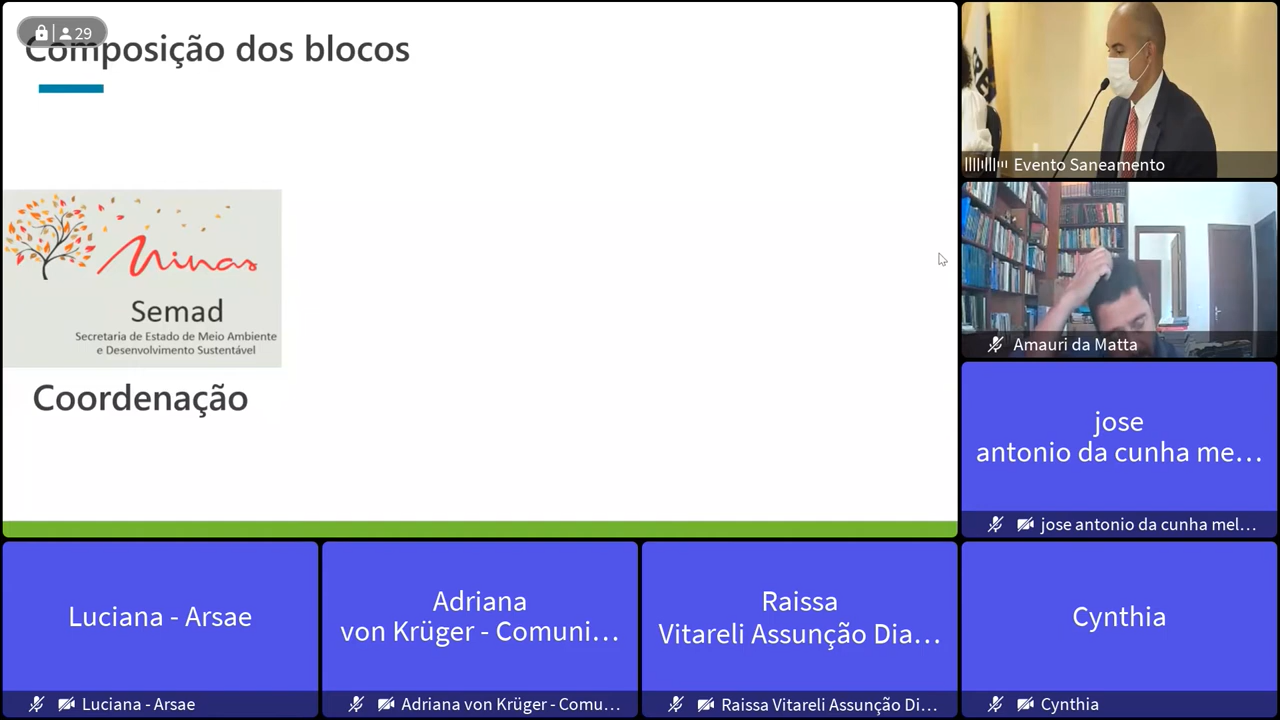 29
Composição dos blocos
Minas
Semad
Secretaria de Estado de Meio Ambiente
e Desenvolvimento Sustentável
Coordenação
Evento Saneamento
Amauri da Matta
jose
antonio da cunha me...
jose antonio da cunha mel...
Luciana - Arsae
Luciana - Arsae
Adriana
von Krüger - Comuni...
Adriana von Krüger - Comu...
Raissa
Vitareli Assunção Dia...
Raissa Vitareli Assunção Di...
Cynthia
Cynthia